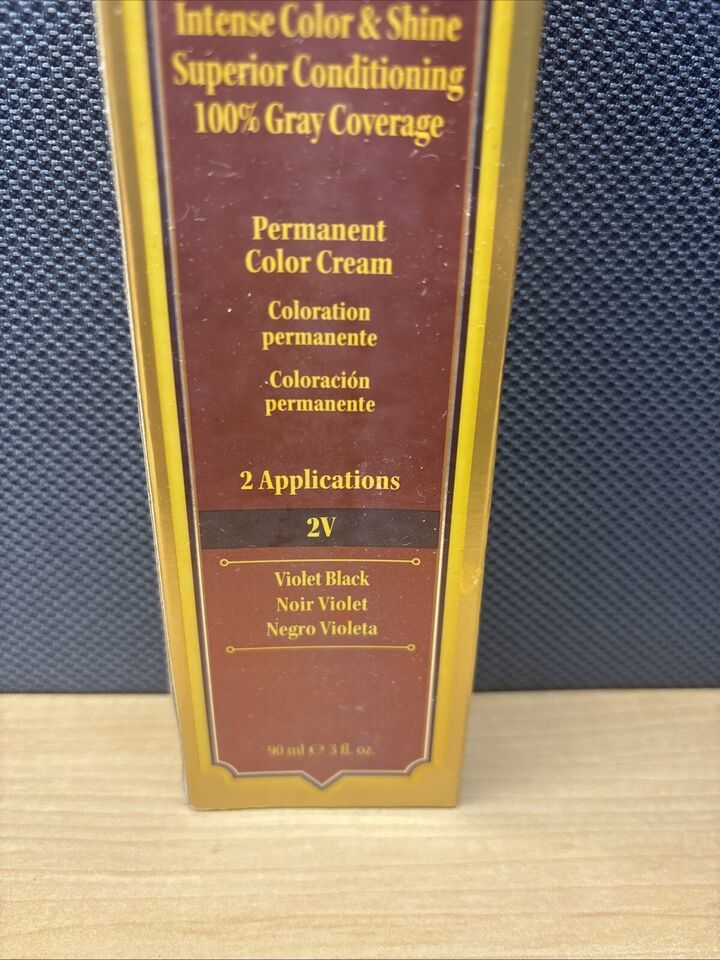 Intense Color & Shine
Superior Conditioning
100% Gray Coverage
Permanent
Color Cream
Coloration
permanente
Coloración
permanente
2 Applications
2V
Violet Black
Noir Violet
Negro Violeta
90 ml ℮ 3 fl. oz.